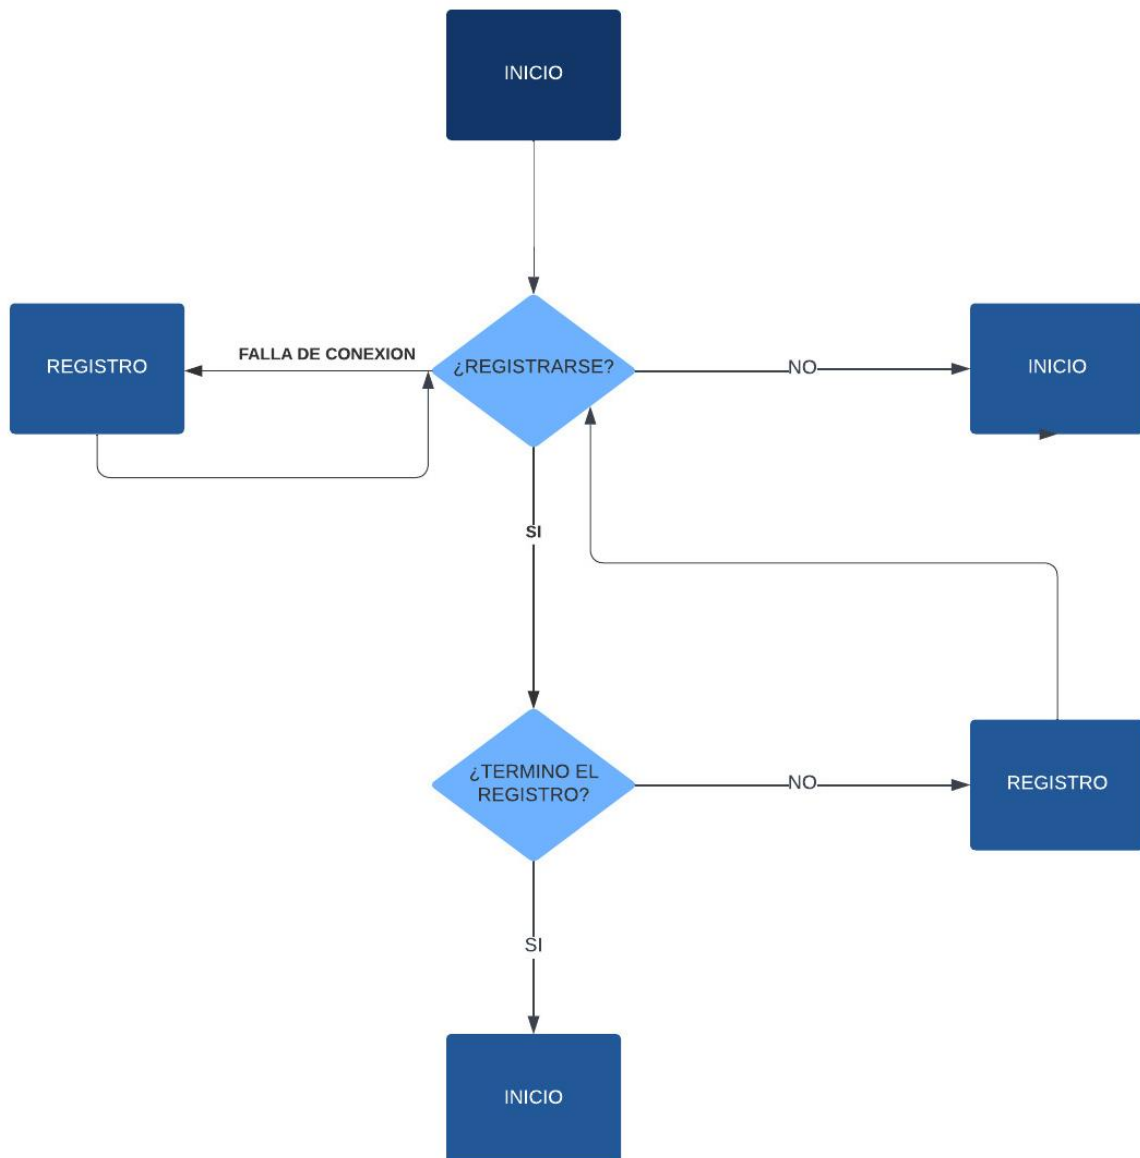 INICIO
REGISTRO
FALLA DE CONEXION
¿REGISTRARSE?
NO
INICIO
SI
¿TERMINO EL
REGISTRO?
NO
REGISTRO
SI
INICIO